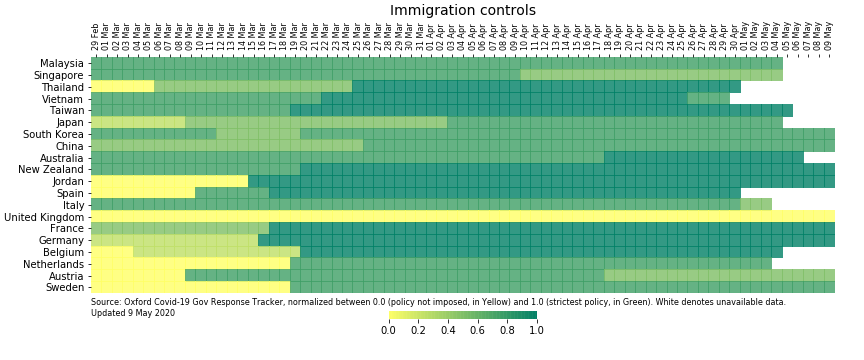 Immigration controls
29 Feb 01 Mar 02 Mar 03 Mar 04 Mar 05 Mar 06 Mar 07 Mar 08 Mar 09 Mar 10 Mar 11 Mar 12 Mar 13 Mar 14 Mar 15 Mar 16 Mar 17 Mar 18 Mar 19 Mar 20 Mar 21 Mar 22 Mar 23 Mar 24 Mar 25 Mar 26 Mar 27 Mar 28 Mar 29 Mar 30 Mar 31 Mar 01 Apr 02 Apr 03 Apr 04 Apr 05 Apr 06 Apr 07 Apr 08 Apr 09 Apr 10 Apr 11 Apr 12 Apr 13 Apr 14 Apr 15 Apr 16 Apr 17 Apr 18 Apr 19 Apr 20 Apr 21 Apr 22 Apr 23 Apr 24 Apr 25 Apr 26 Apr 27 Apr 28 Apr 29 Apr 30 Apr 01 May 02 May 03 May 04 May 05 May 06 May 07 May 08 May 09 May
Malaysia
Singapore
Thailand
Vietnam
Taiwan
Japan
South Korea
China
Australia
New Zealand
Jordan
Spain
Italy
United Kingdom
France
Germany
Belgium
Netherlands
Austria
Sweden
Source: Oxford Covid-19 Gov Response Tracker, normalized between 0.0 (policy not imposed, in Yellow) and 1.0 (strictest policy, in Green). White denotes unavailable data.
Updated 9 May 2020
0.0 0.2 0.4 0.6 0.8 1.0